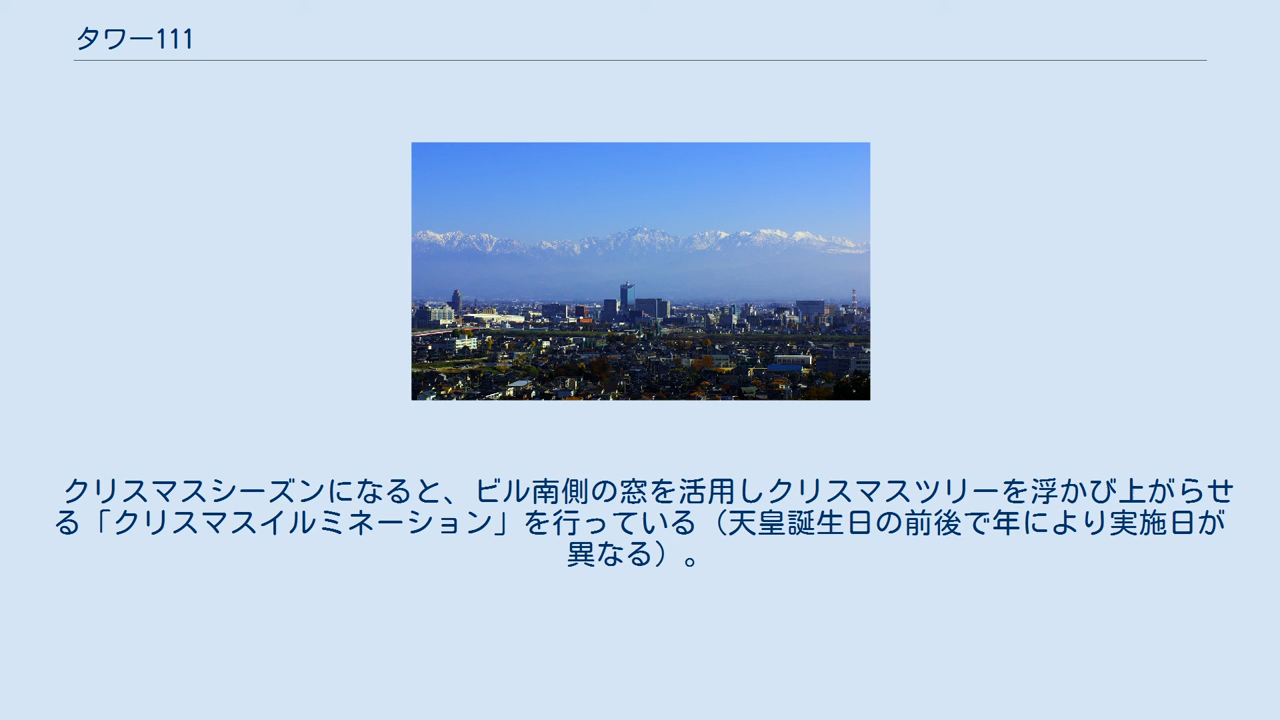 タワー111
クリスマスシーズンになると、ビル南側の窓を活用しクリスマスツリーを浮かび上がらせ
る「クリスマスイルミネーション」を行っている（天皇誕生日の前後で年により実施日が
異なる）。